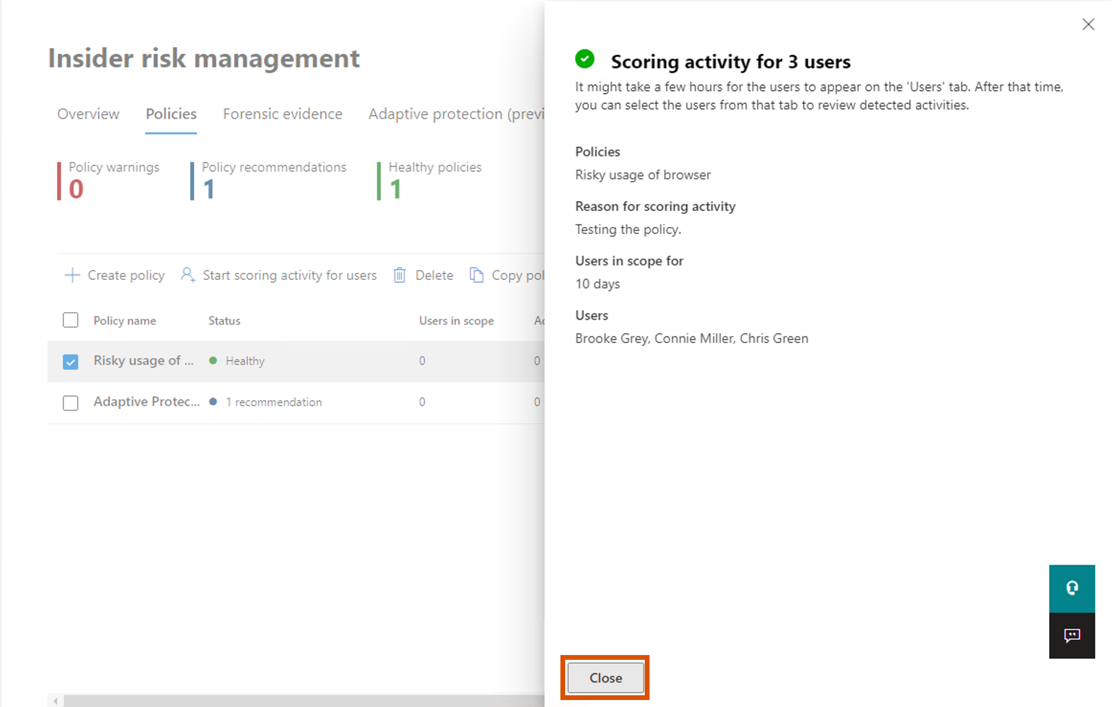 Insider risk management
Overview Policies Forensic evidence Adaptive protection (previ
Policy warnings
0
Policy recommendations
1
Healthy policies
1
Create policy Start scoring activity for users Delete Copy pol
Policy name Status Users in scope Ac
Risky usage of ... Healthy 0 0
Adaptive Protec... 1 recommendation 0 0
Scoring activity for 3 users
It might take a few hours for the users to appear on the 'Users' tab. After that time,
you can select the users from that tab to review detected activities.
Policies
Risky usage of browser
Reason for scoring activity
Testing the policy.
Users in scope for
10 days
Users
Brooke Grey, Connie Miller, Chris Green
Close